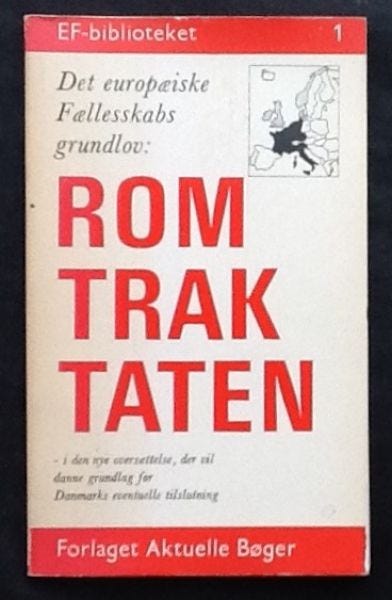 EF-biblioteket 1
Det europæiske
Fællesskabs
grundlov:
ROM
TRAK
TATEN
- i den nye oversættelse, der vil
danne grundlag for
Danmarks eventuelle tilslutning
Forlaget Aktuelle Bøger